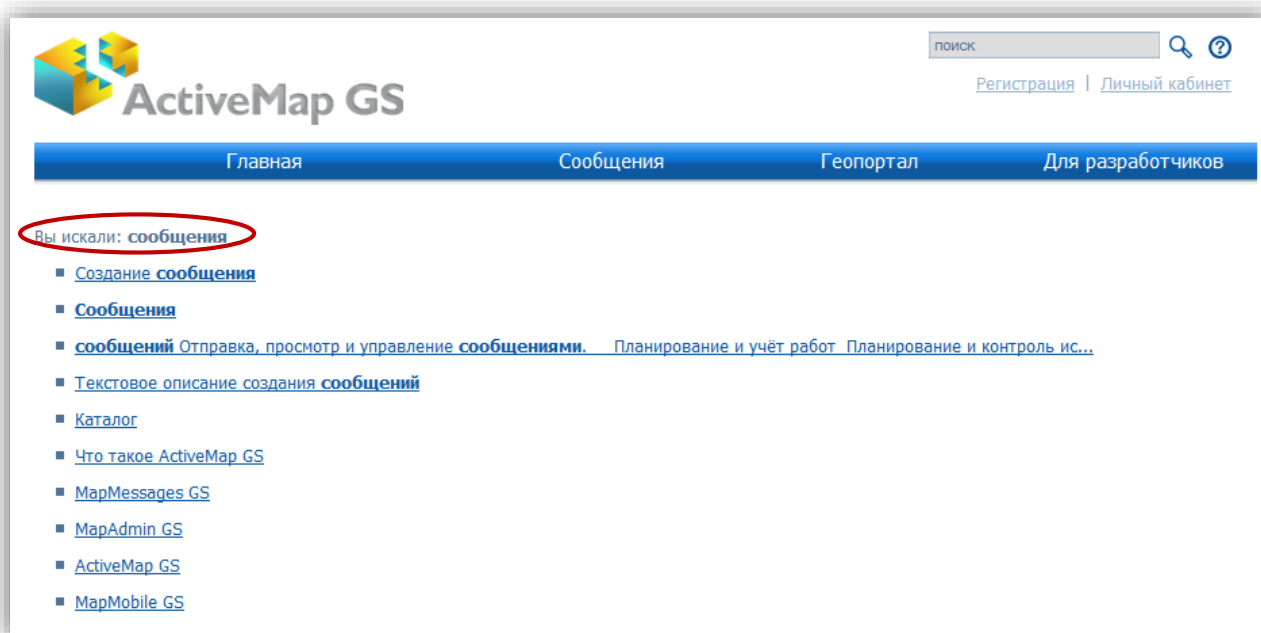 поиск
Регистрация | Личный кабинет
ActiveMap GS
Главная Сообщения Геопортал Для разработчиков
Вы искали: сообщения
Создание сообщения
Сообщения
сообщений Отправка, просмотр и управление сообщениями. Планирование и учёт работ Планирование и контроль ис...
Текстовое описание создания сообщений
Каталог
Что такое ActiveMap GS
MapMessages GS
MapAdmin GS
ActiveMap GS
MapMobile GS